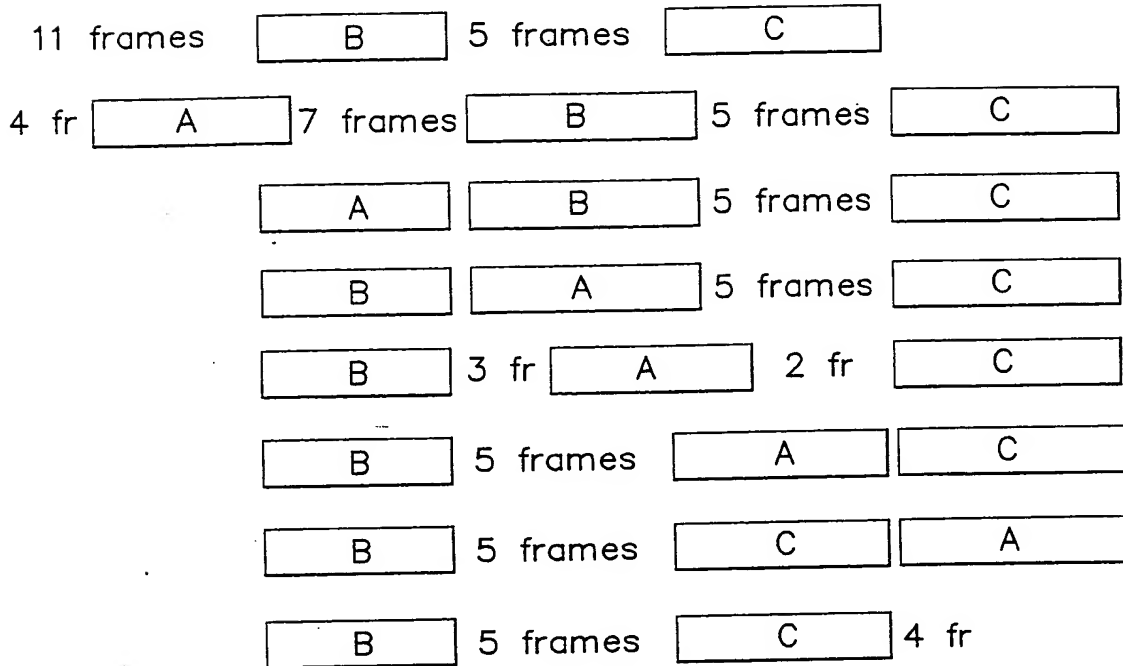 11 frames B 5 frames C
4 fr A 7 frames B 5 frames C
A B 5 frames C
B A 5 frames C
B 3 fr A 2 fr C
B 5 frames A C
B 5 frames C A
B 5 frames C 4 fr